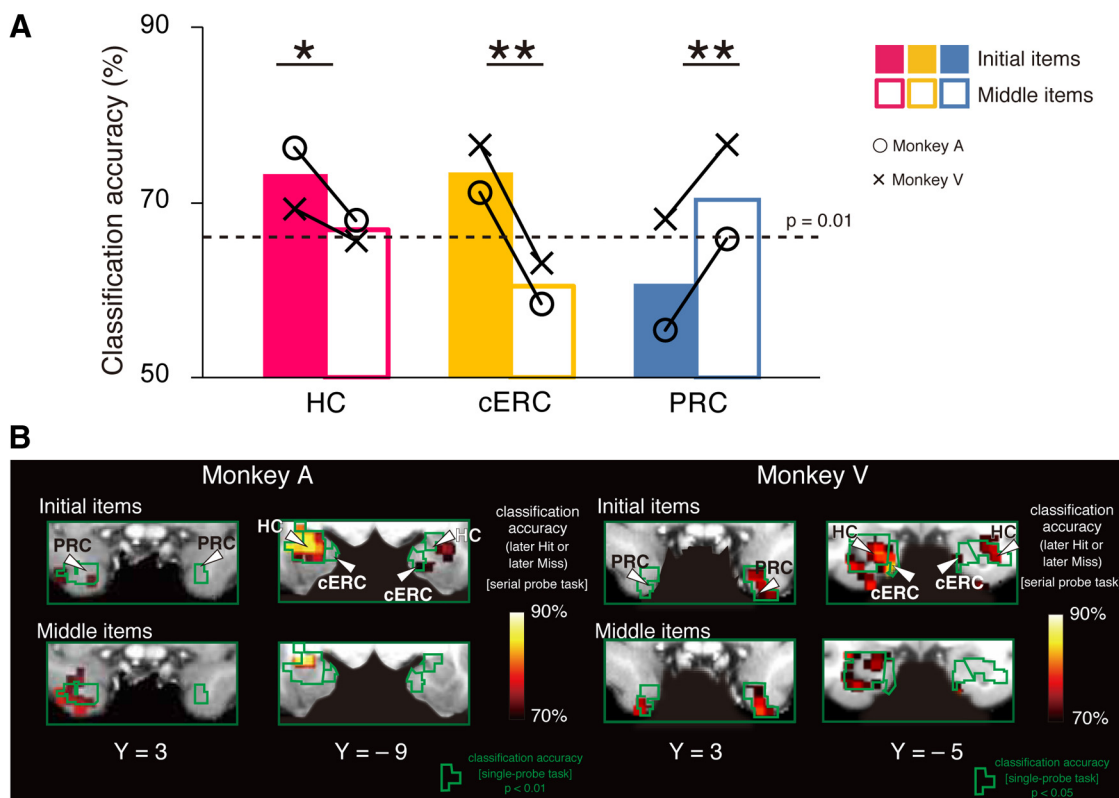 A
90
70
50
Classification accuracy (%)
*
**
**
Initial items
Middle items
Monkey A
Monkey V
p = 0.01
HC
cERC
PRC
B
Monkey A
Initial items
PRC
PRC
HC
HC
cERC
cERC
classification
accuracy
(later Hit or
later Miss)
[serial probe task]
90%
70%
Middle items
Y = 3
Y = – 9
classification accuracy
[single-probe task]
p < 0.01
Monkey V
Initial items
PRC
PRC
HC
HC
cERC
cERC
classification
accuracy
(later Hit or
later Miss)
[serial probe task]
90%
70%
Middle items
Y = 3
Y = – 5
classification accuracy
[single-probe task]
p < 0.05